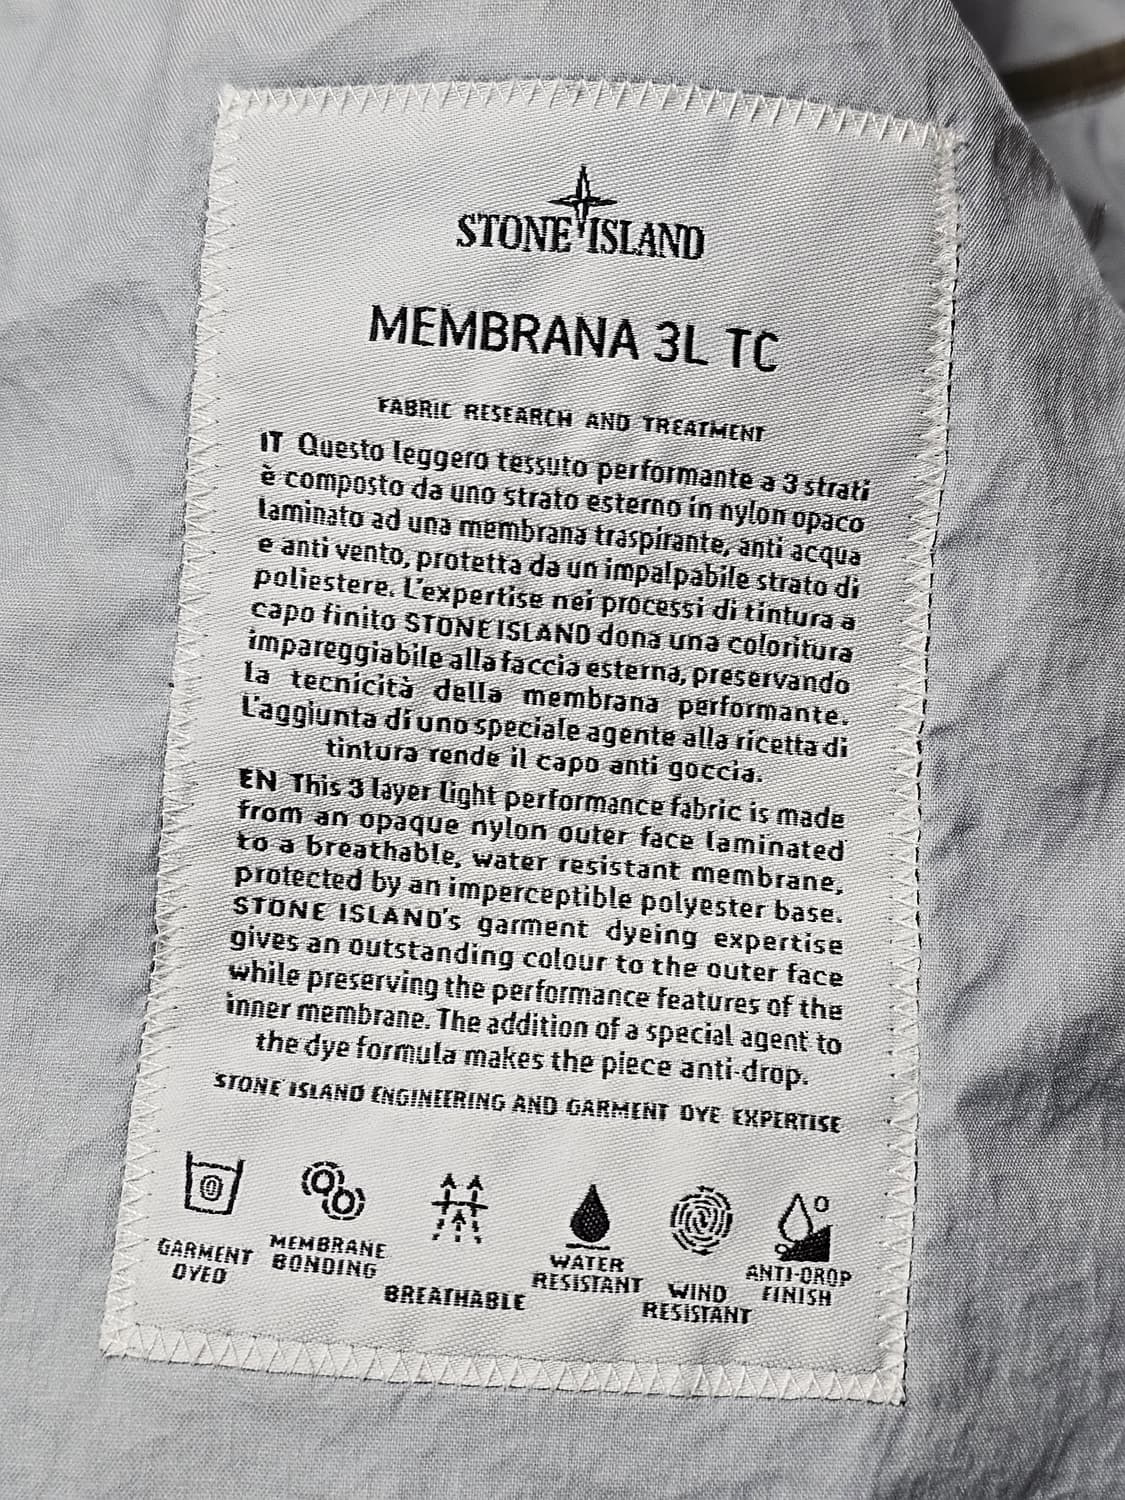 STONE ISLAND
MEMBRANA 3L TC
FABRIC RESEARCH AND TREATMENT
IT Questo leggero tessuto performante a 3 strati
è composto da uno strato esterno in nylon opaco
laminato ad una membrana traspirante, anti acqua
e anti vento, protetta da un impalpabile strato di
poliestere. L'expertise nei processi di tintura a
capo finito STONE ISLAND dona una coloritura
impareggiabile alla faccia esterna, preservando
la tecnicità della membrana performante.
L'aggiunta di uno speciale agente alla ricetta di
tintura rende il capo anti goccia.
EN This 3 layer light performance fabric is made
from an opaque nylon outer face laminated
to a breathable, water resistant membrane,
protected by an imperceptible polyester base.
STONE ISLAND's garment dyeing expertise
gives an outstanding colour to the outer face
while preserving the performance features of the
inner membrane. The addition of a special agent to
the dye formula makes the piece anti-drop.
STONE ISLAND ENGINEERING AND GARMENT DYE EXPERTISE
GARMENT
DYED
MEMBRANE
BONDING
BREATHABLE
WATER
RESISTANT
WIND
RESISTANT
ANTI-DROP
FINISH